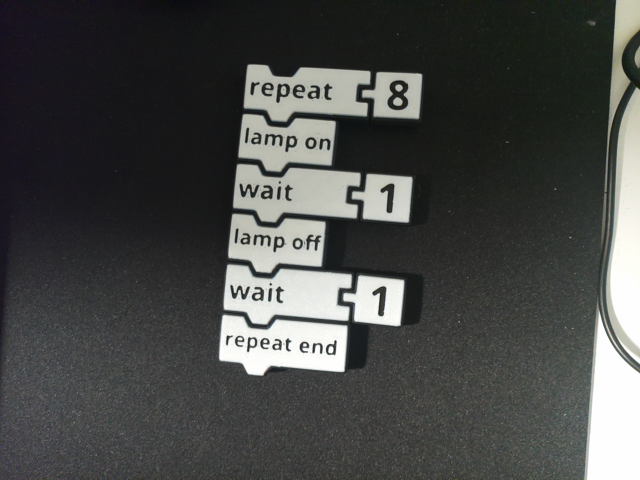 repeat 8
lamp on
wait 1
lamp off
wait 1
repeat end